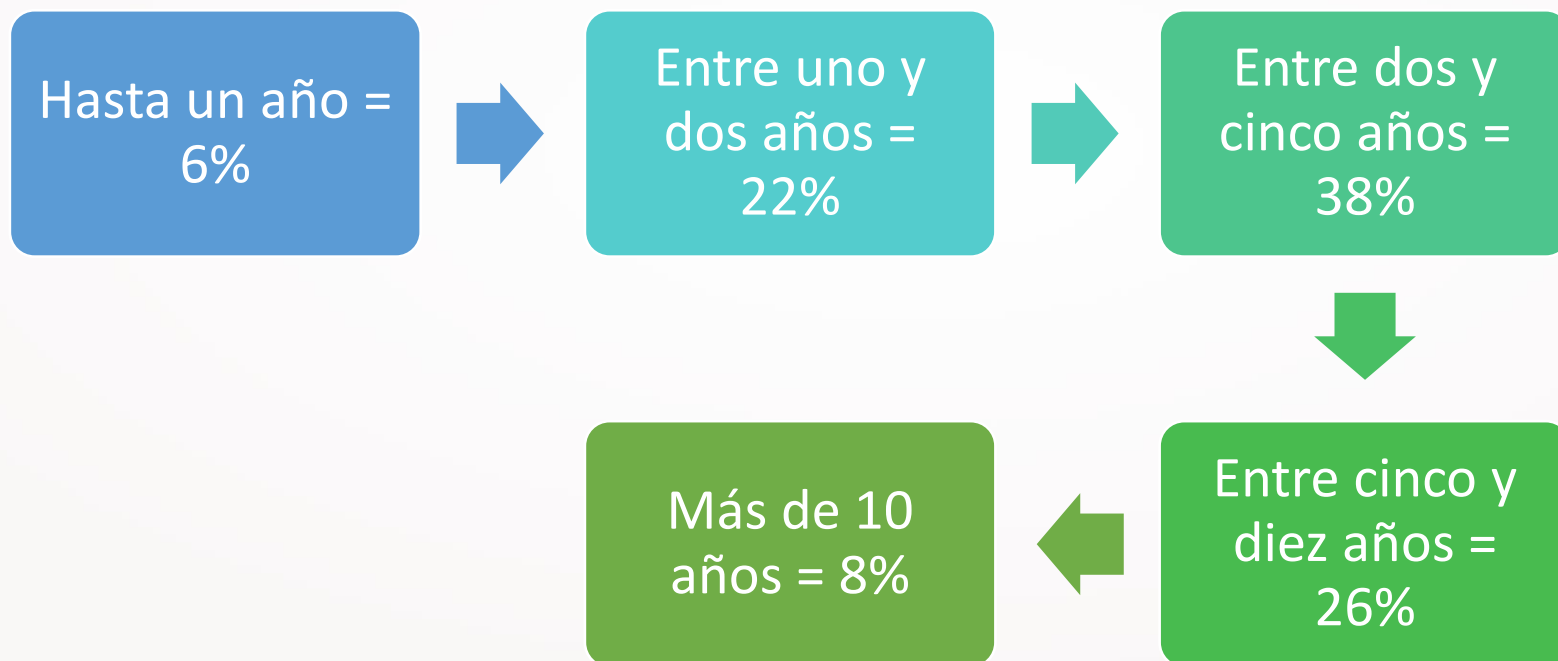 Hasta un año =
6%
Entre uno y
dos años =
22%
Entre dos y
cinco años =
38%
Entre cinco y
diez años =
26%
Más de 10
años = 8%